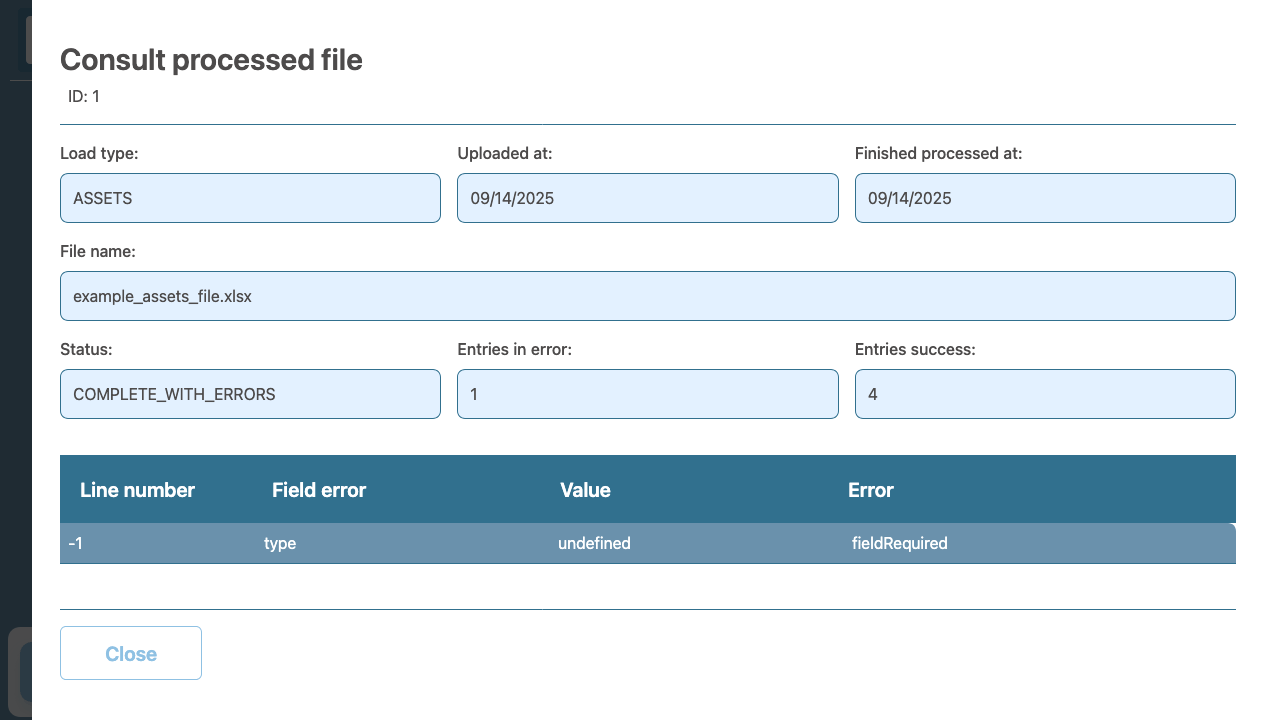 Consult processed file
ID: 1
Load type: Uploaded at: Finished processed at:
ASSETS 09/14/2025 09/14/2025
File name:
example_assets_file.xlsx
Status: Entries in error: Entries success:
COMPLETE_WITH_ERRORS 1 4
Line number Field error Value Error
-1 type undefined fieldRequired
Close